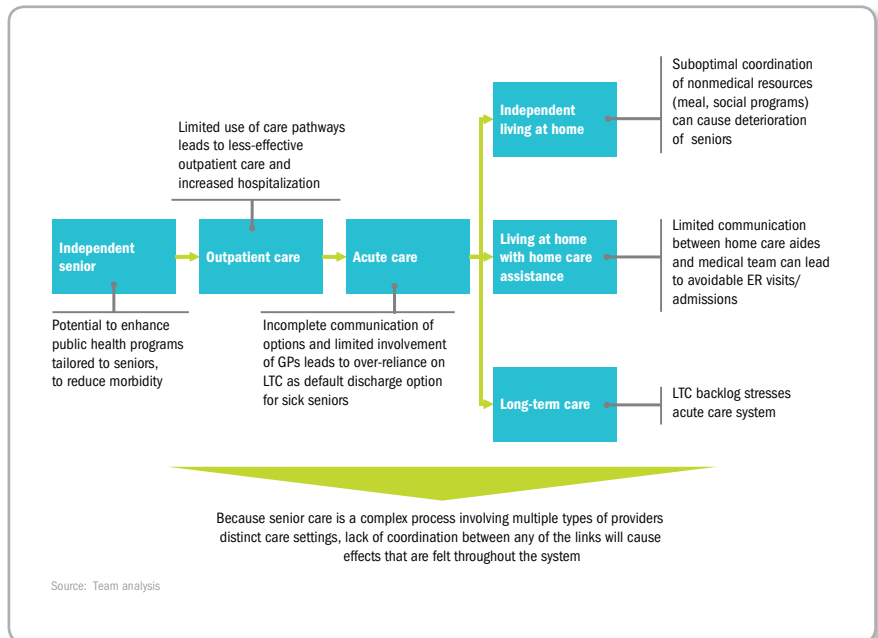 Suboptimal coordination
of nonmedical resources
(meal, social programs)
can cause deterioration
of seniors
Independent
living at home
Limited use of care pathways
leads to less-effective
outpatient care and
increased hospitalization
Independent
senior
Outpatient care
Acute care
Living at home
with home care
assistance
Limited communication
between home care aides
and medical team can lead
to avoidable ER visits/
admissions
Potential to enhance
public health programs
tailored to seniors,
to reduce morbidity
Incomplete communication of
options and limited involvement
of GPs leads to over-reliance on
LTC as default discharge option
for sick seniors
Long-term care
LTC backlog stresses
acute care system
Because senior care is a complex process involving multiple types of providers
distinct care settings, lack of coordination between any of the links will cause
effects that are felt throughout the system
Source: Team analysis